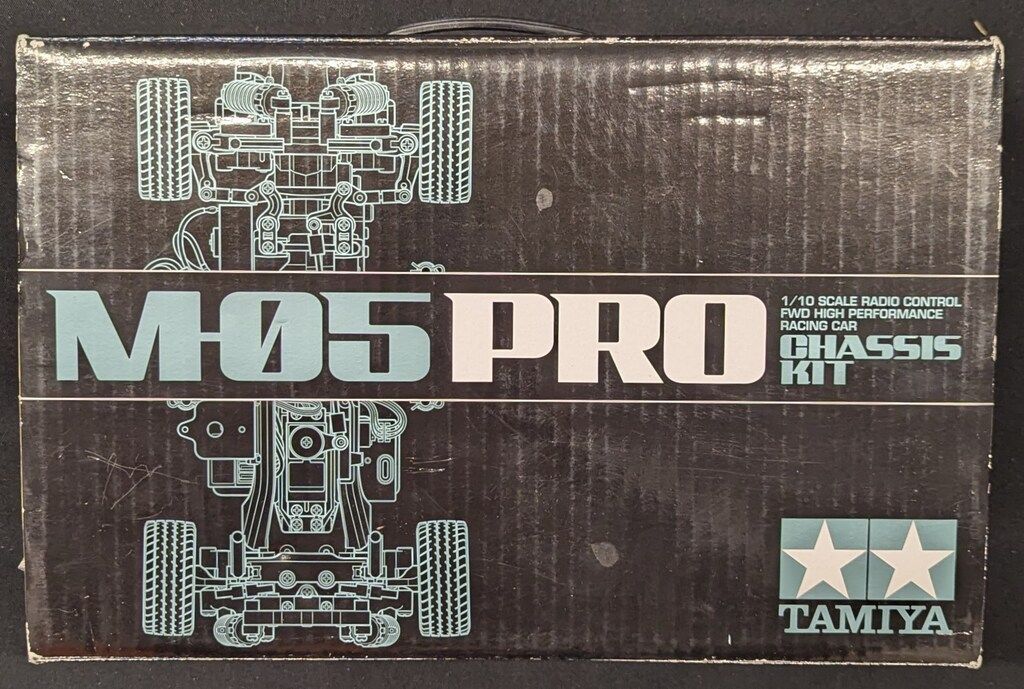 M-05 PRO
1/10 SCALE RADIO CONTROL
FWD HIGH PERFORMANCE
RACING CAR
CHASSIS
KIT
TAMIYA